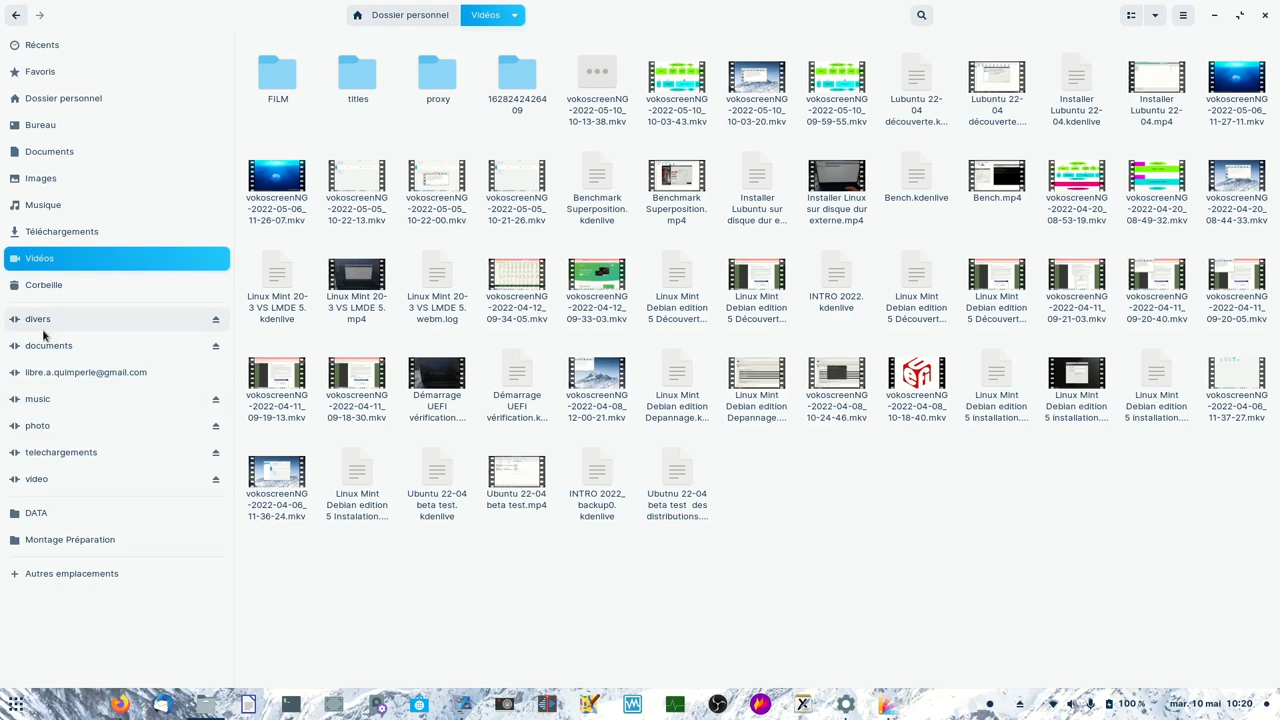 Dossier personnel
Vidéos
Récents
Favoris
Dossier personnel
Bureau
Documents
Images
Musique
Téléchargements
Vidéos
Corbeille
divers
documents
libre.a.quimperle@gmail.com
music
photo
telechargements
video
DATA
Montage Préparation
Autres emplacements
FILM
titles
proxy
16282424264
09
vokoscreenNG
-2022-05-10_
10-13-38.mkv
vokoscreenNG
-2022-05-10_
10-03-43.mkv
vokoscreenNG
-2022-05-10_
10-03-20.mkv
vokoscreenNG
-2022-05-10_
09-59-55.mkv
Lubuntu 22-
04
découverte.k...
Lubuntu 22-
04
découverte....
Installer
Lubuntu 22-
04.kdenlive
Installer
Lubuntu 22-
04.mp4
vokoscreenNG
-2022-05-06_
11-27-11.mkv
vokoscreenNG
-2022-05-06_
11-26-07.mkv
vokoscreenNG
-2022-05-05_
10-22-13.mkv
vokoscreenNG
-2022-05-05_
10-22-00.mkv
vokoscreenNG
-2022-05-05_
10-21-26.mkv
Benchmark
Superposition.
kdenlive
Benchmark
Superposition.
mp4
Installer
Lubuntu sur
disque dur e...
Installer Linux
sur disque dur
externe.mp4
Bench.kdenlive
Bench.mp4
vokoscreenNG
-2022-04-20_
08-53-19.mkv
vokoscreenNG
-2022-04-20_
08-49-32.mkv
vokoscreenNG
-2022-04-20_
08-44-33.mkv
Linux Mint 20-
3 VS LMDE 5.
kdenlive
Linux Mint 20-
3 VS LMDE 5.
mp4
Linux Mint 20-
3 VS LMDE 5.
webm.log
vokoscreenNG
-2022-04-12_
09-34-05.mkv
vokoscreenNG
-2022-04-12_
09-33-03.mkv
Linux Mint
Debian edition
5 Découvert...
Linux Mint
Debian edition
5 Découvert...
INTRO 2022.
kdenlive
Linux Mint
Debian edition
5 Découvert...
Linux Mint
Debian edition
5 Découvert...
vokoscreenNG
-2022-04-11_
09-21-03.mkv
vokoscreenNG
-2022-04-11_
09-20-40.mkv
vokoscreenNG
-2022-04-11_
09-20-05.mkv
vokoscreenNG
-2022-04-11_
09-19-13.mkv
vokoscreenNG
-2022-04-11_
09-18-30.mkv
Démarrage
UEFI
vérification....
Démarrage
UEFI
vérification.k...
vokoscreenNG
-2022-04-08_
12-00-21.mkv
Linux Mint
Debian edition
Depannage.k...
Linux Mint
Debian edition
Depannage....
vokoscreenNG
-2022-04-08_
10-24-46.mkv
vokoscreenNG
-2022-04-08_
10-18-40.mkv
Linux Mint
Debian edition
5 installation....
Linux Mint
Debian edition
5 installation....
Linux Mint
Debian edition
5 installation....
vokoscreenNG
-2022-04-06_
11-37-27.mkv
vokoscreenNG
-2022-04-06_
11-36-24.mkv
Linux Mint
Debian edition
5 Instalation....
Ubuntu 22-04
beta test.
kdenlive
Ubuntu 22-04
beta test.mp4
INTRO 2022_
backup0.
kdenlive
Ubutnu 22-04
beta test  des
distributions....
100 %
mar. 10 mai  10:20